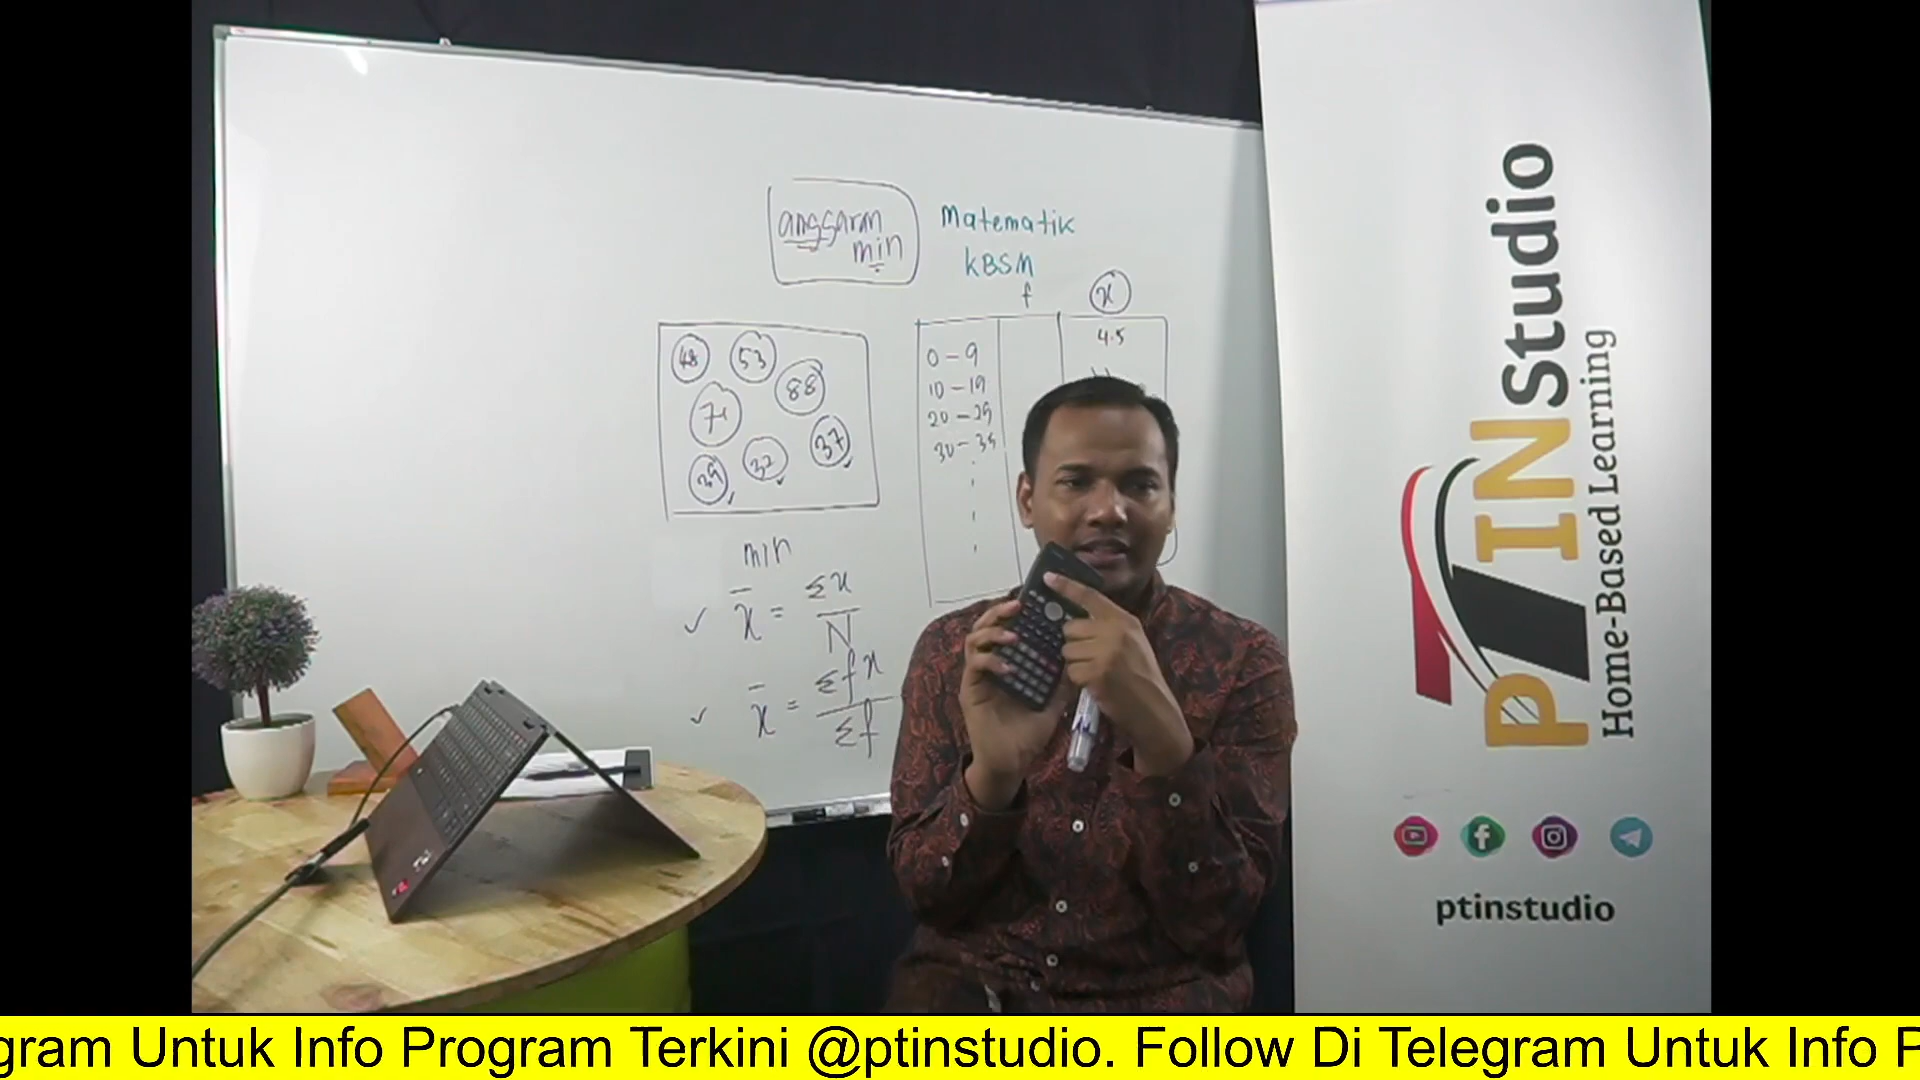 anggaran
min
Matematik
KBSM
f
x
4.5
48
53
88
71
37
32
39
0 - 9
10 - 19
20 - 29
30 - 39
min
x̄ = Σx
N
x̄ = Σfx
Σf
PTIN Studio
Home-Based Learning
ptinstudio
gram Untuk Info Program Terkini @ptinstudio. Follow Di Telegram Untuk Info P